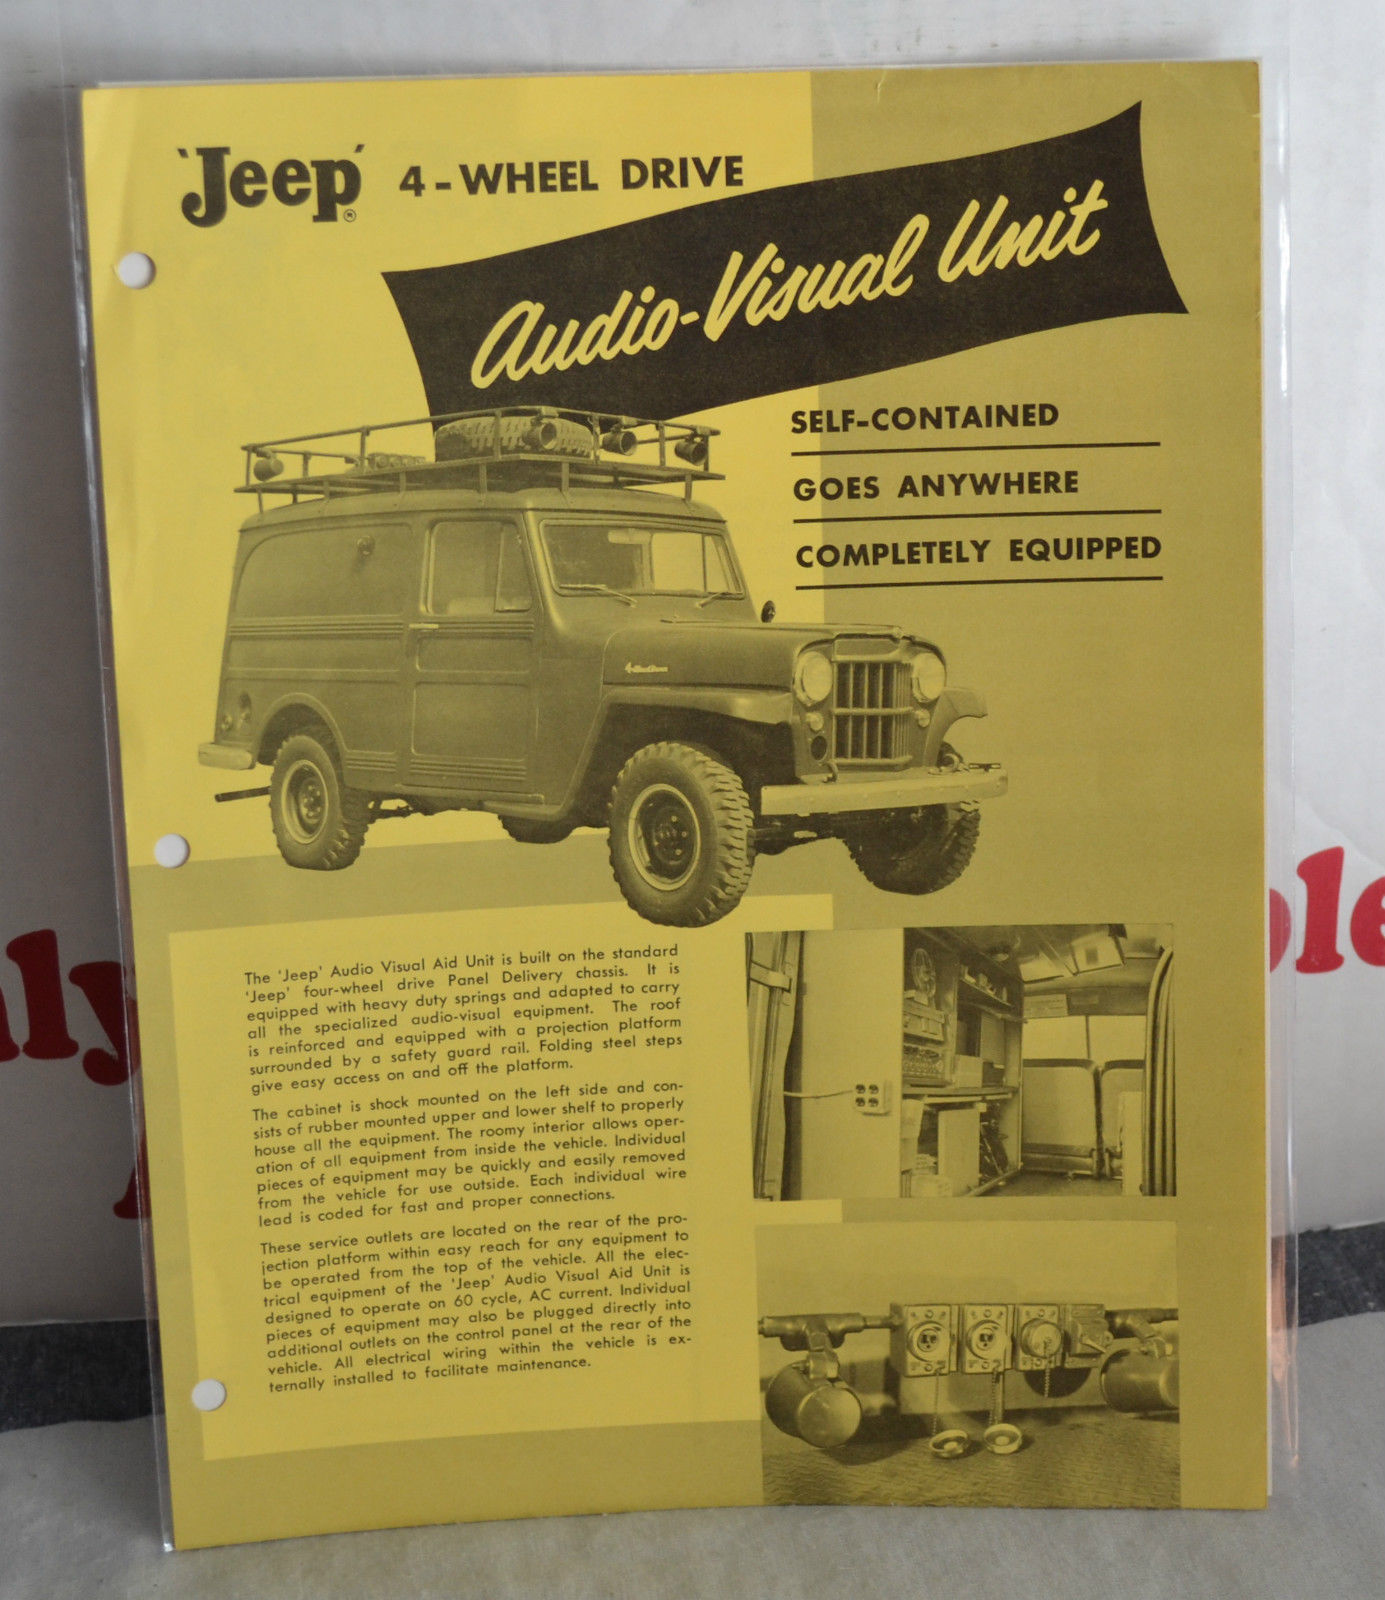 'Jeep'® 4-WHEEL DRIVE
Audio-Visual Unit
SELF-CONTAINED
GOES ANYWHERE
COMPLETELY EQUIPPED
The 'Jeep' Audio Visual Aid Unit is built on the standard
'Jeep' four-wheel drive Panel Delivery chassis. It is
equipped with heavy duty springs and adapted to carry
all the specialized audio-visual equipment. The roof
is reinforced and equipped with a projection platform
surrounded by a safety guard rail. Folding steel steps
give easy access on and off the platform.
The cabinet is shock mounted on the left side and con-
sists of rubber mounted upper and lower shelf to properly
house all the equipment. The roomy interior allows oper-
ation of all equipment from inside the vehicle. Individual
pieces of equipment may be quickly and easily removed
from the vehicle for use outside. Each individual wire
lead is coded for fast and proper connections.
These service outlets are located on the rear of the pro-
jection platform within easy reach for any equipment to
be operated from the top of the vehicle. All the elec-
trical equipment of the 'Jeep' Audio Visual Aid Unit is
designed to operate on 60 cycle, AC current. Individual
pieces of equipment may also be plugged directly into
additional outlets on the control panel at the rear of the
vehicle. All electrical wiring within the vehicle is ex-
ternally installed to facilitate maintenance.